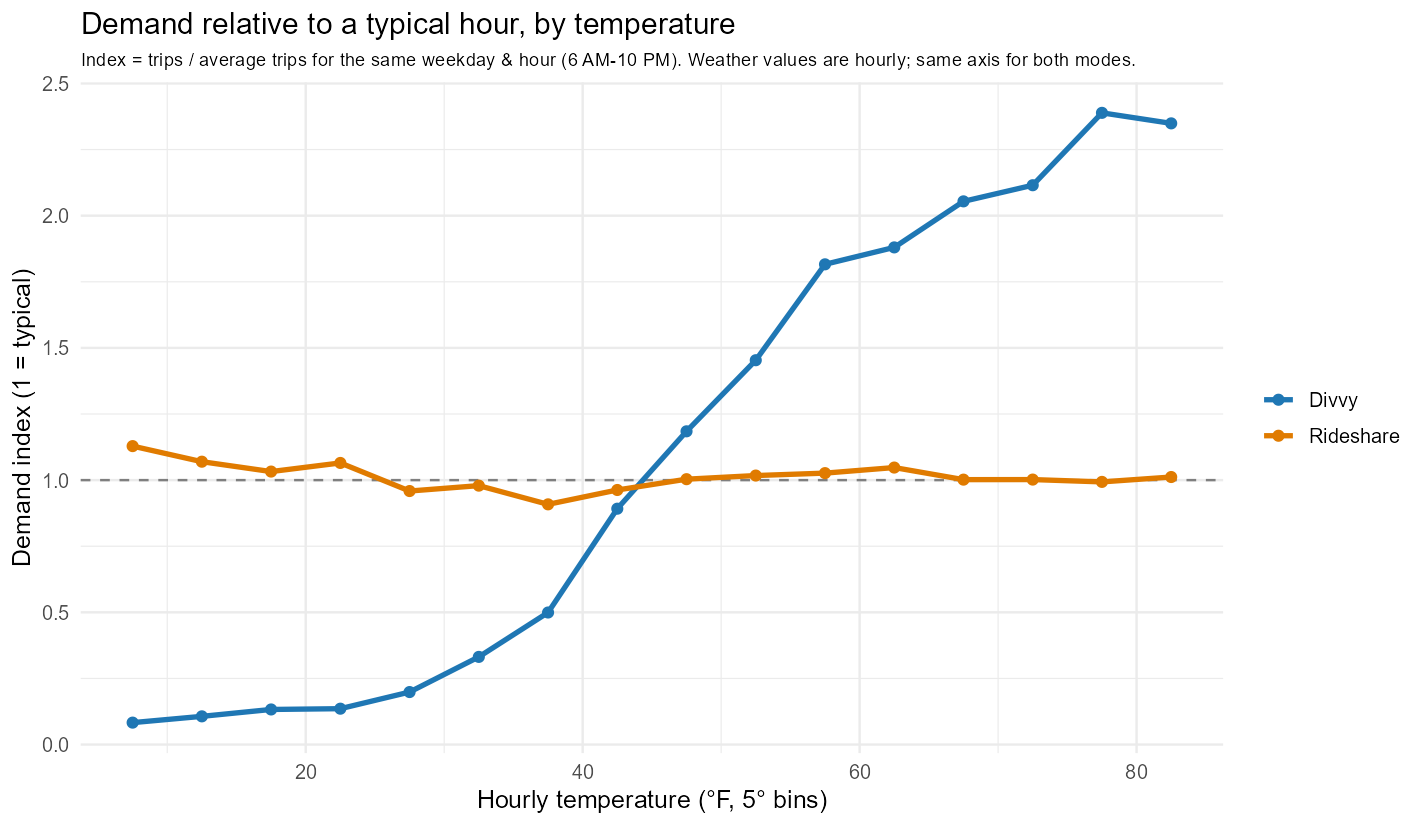 Demand relative to a typical hour, by temperature
Index = trips / average trips for the same weekday & hour (6 AM-10 PM). Weather values are hourly; same axis for both modes.
2.5
2.0
1.5
1.0
0.5
0.0
Demand index (1 = typical)
20
40
60
80
Hourly temperature (°F, 5° bins)
Divvy
Rideshare